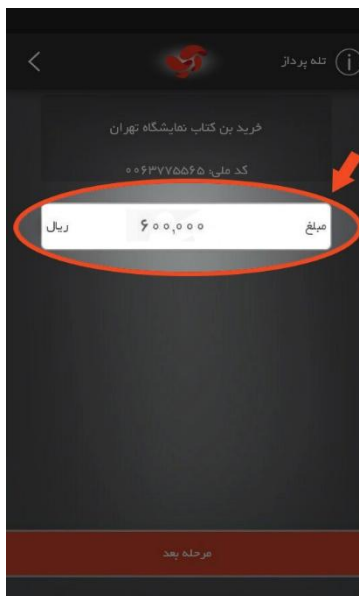 تله پرداز
خرید بن کتاب نمایشگاه تهران
کد ملی: ۰۰۶۳۷۷۵۵۶۵
مبلغ ۶۰۰,۰۰۰ ریال
مرحله بعد